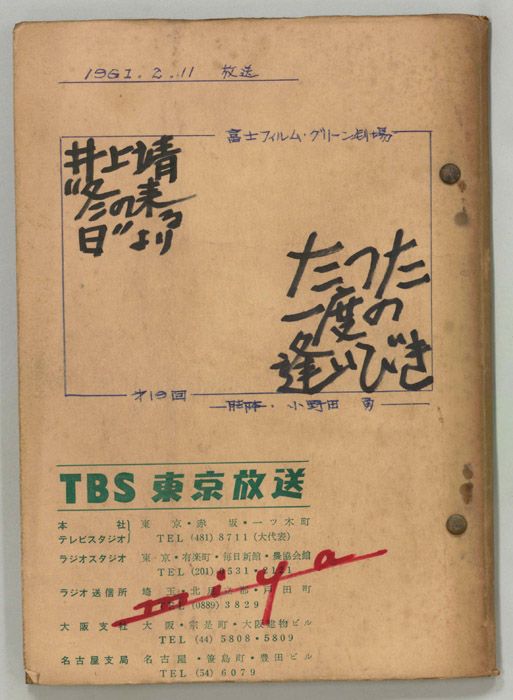 1961.2.11 放送
富士フィルム・グリーン劇場
井上靖
"冬の来る
日"より
たった
一度の
逢いびき
才19回
脚本・小野田 勇
TBS 東京放送
本社 東京・赤坂・一ツ木町
テレビスタジオ TEL (481) 8711 (大代表)
ラジオスタジオ 東京・有楽町・毎日新館・農協会館
TEL (201) 0531・2121
miya
ラジオ送信所 埼玉・北足立郡・戸田町
(0889) 3829
大阪支社 大阪・宗是町・大阪建物ビル
TEL (44) 5808・5809
名古屋支局 名古屋・笹島町・豊田ビル
TEL (54) 6079